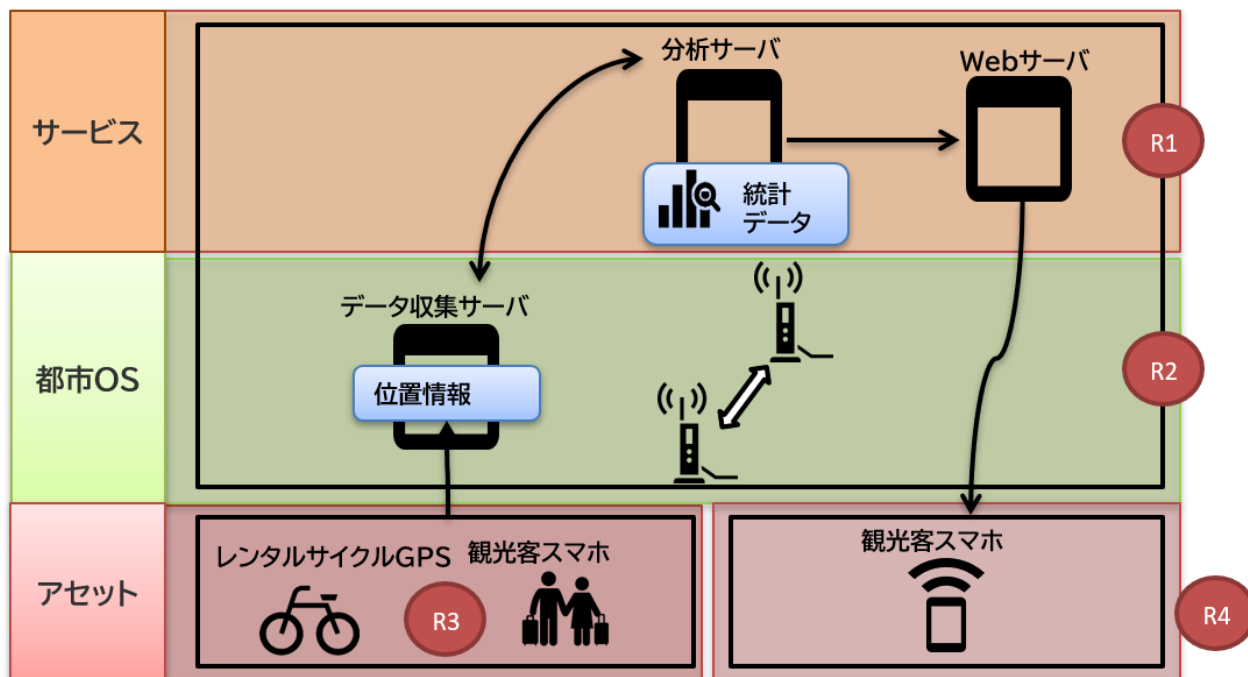 サービス
分析サーバ
Webサーバ
R1
統計
データ
都市OS
データ収集サーバ
位置情報
R2
アセット
レンタルサイクルGPS
観光客スマホ
R3
観光客スマホ
R4